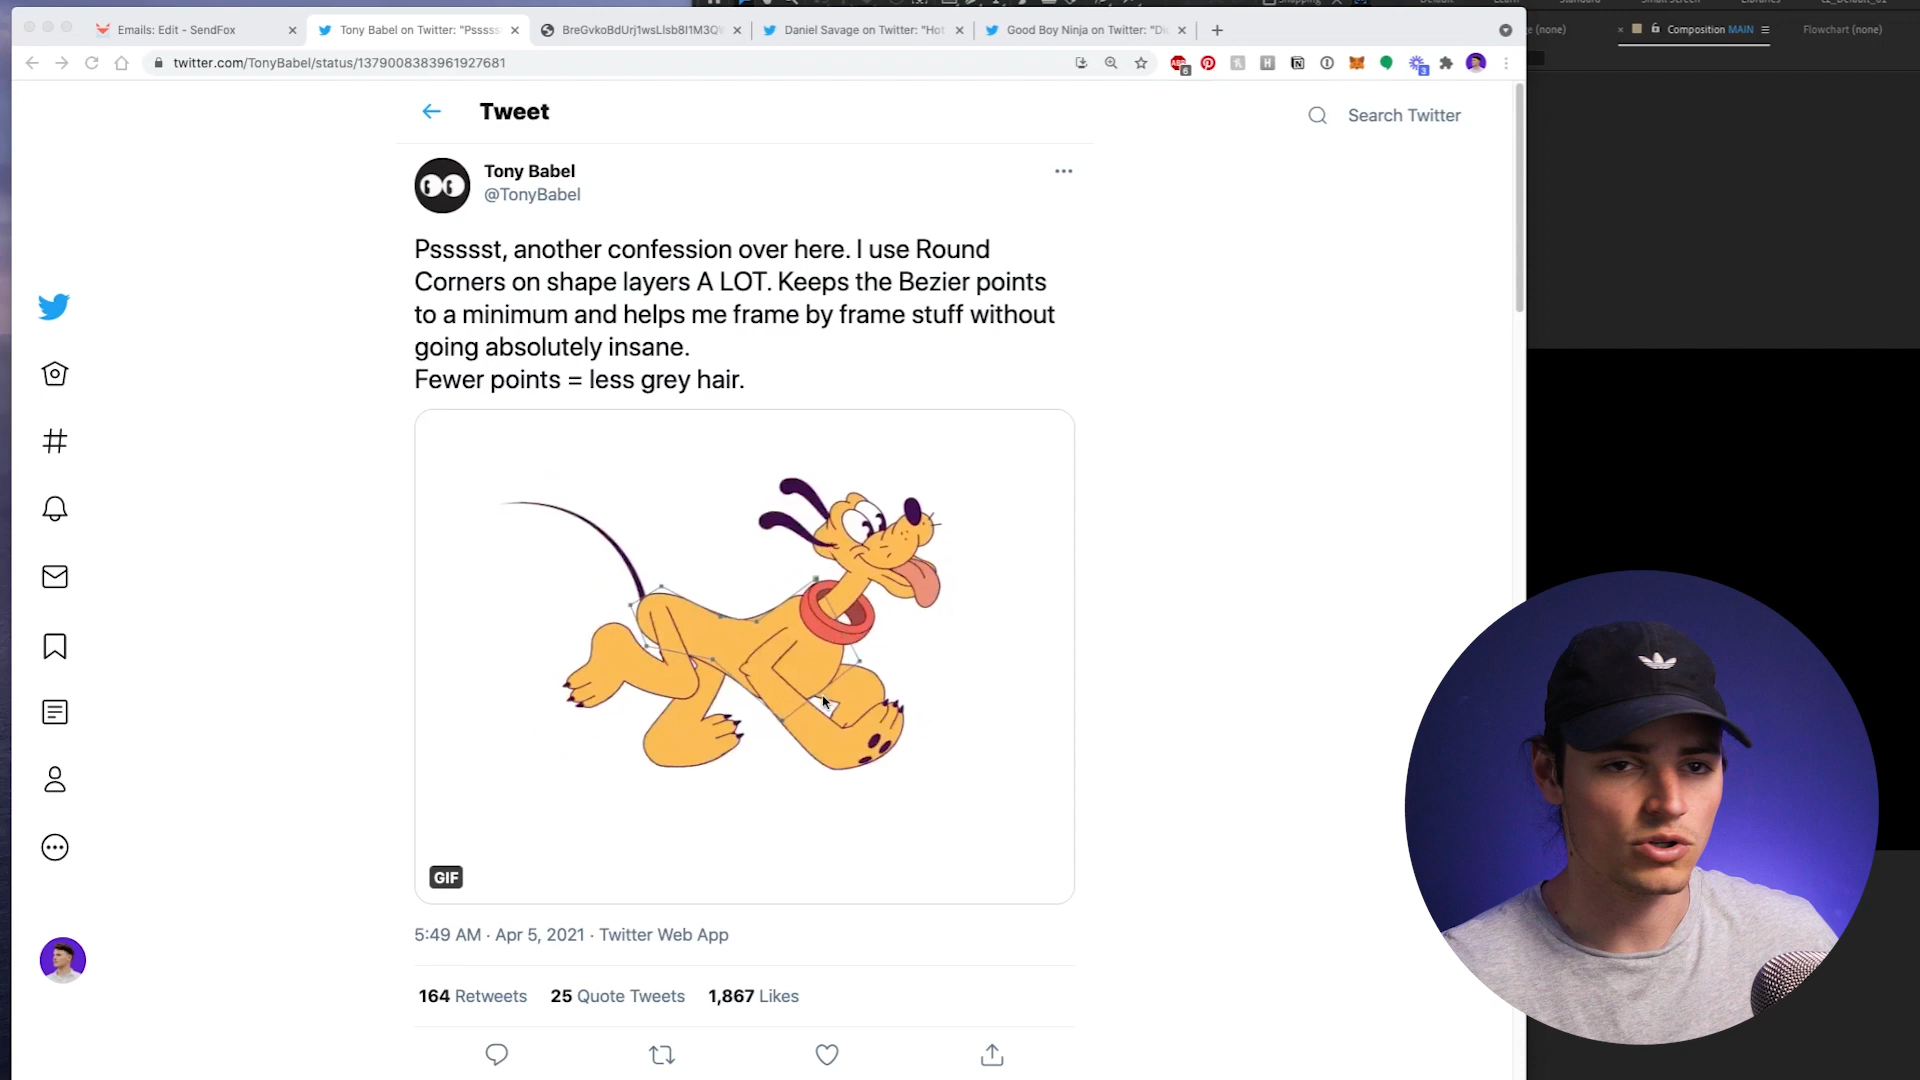 Emails: Edit - SendFox
Tony Babel on Twitter: "Psssss
BreGvkoBdUrj1wsLlsb8l1M3Q
Daniel Savage on Twitter: "Hot
Good Boy Ninja on Twitter: "Di
(none)
Composition MAIN
Flowchart (none)
twitter.com/TonyBabel/status/1379008383961927681
6
3
Tweet
Search Twitter
Tony Babel
@TonyBabel
Pssssst, another confession over here. I use Round
Corners on shape layers A LOT. Keeps the Bezier points
to a minimum and helps me frame by frame stuff without
going absolutely insane.
Fewer points = less grey hair.
GIF
5:49 AM · Apr 5, 2021 · Twitter Web App
164 Retweets 25 Quote Tweets 1,867 Likes